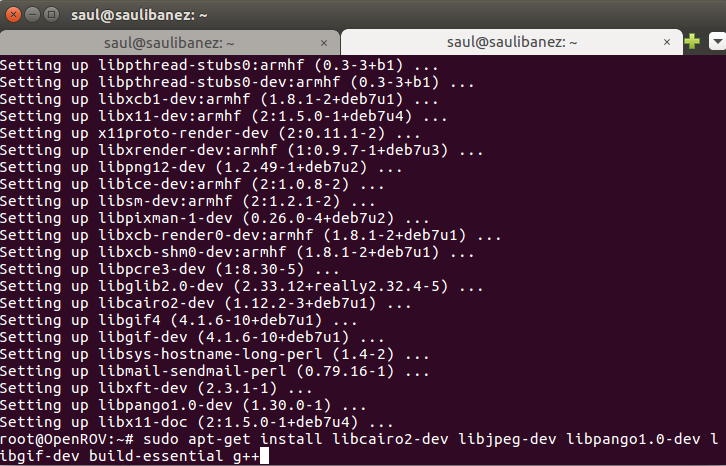 saul@saulibanez: ~
saul@saulibanez: ~ × saul@saulibanez: ~ ×
Setting up libpthread-stubs0:armhf (0.3-3+b1) ...
Setting up libpthread-stubs0-dev:armhf (0.3-3+b1) ...
Setting up libxcb1-dev:armhf (1.8.1-2+deb7u1) ...
Setting up libx11-dev:armhf (2:1.5.0-1+deb7u4) ...
Setting up x11proto-render-dev (2:0.11.1-2) ...
Setting up libxrender-dev:armhf (1:0.9.7-1+deb7u3) ...
Setting up libpng12-dev (1.2.49-1+deb7u2) ...
Setting up libice-dev:armhf (2:1.0.8-2) ...
Setting up libsm-dev:armhf (2:1.2.1-2) ...
Setting up libpixman-1-dev (0.26.0-4+deb7u2) ...
Setting up libxcb-render0-dev:armhf (1.8.1-2+deb7u1) ...
Setting up libxcb-shm0-dev:armhf (1.8.1-2+deb7u1) ...
Setting up libpcre3-dev (1:8.30-5) ...
Setting up libglib2.0-dev (2.33.12+really2.32.4-5) ...
Setting up libcairo2-dev (1.12.2-3+deb7u1) ...
Setting up libgif4 (4.1.6-10+deb7u1) ...
Setting up libgif-dev (4.1.6-10+deb7u1) ...
Setting up libsys-hostname-long-perl (1.4-2) ...
Setting up libmail-sendmail-perl (0.79.16-1) ...
Setting up libxft-dev (2.3.1-1) ...
Setting up libpango1.0-dev (1.30.0-1) ...
Setting up libx11-doc (2:1.5.0-1+deb7u4) ...
root@OpenROV:~# sudo apt-get install libcairo2-dev libjpeg-dev libpango1.0-dev l
ibgif-dev build-essential g++